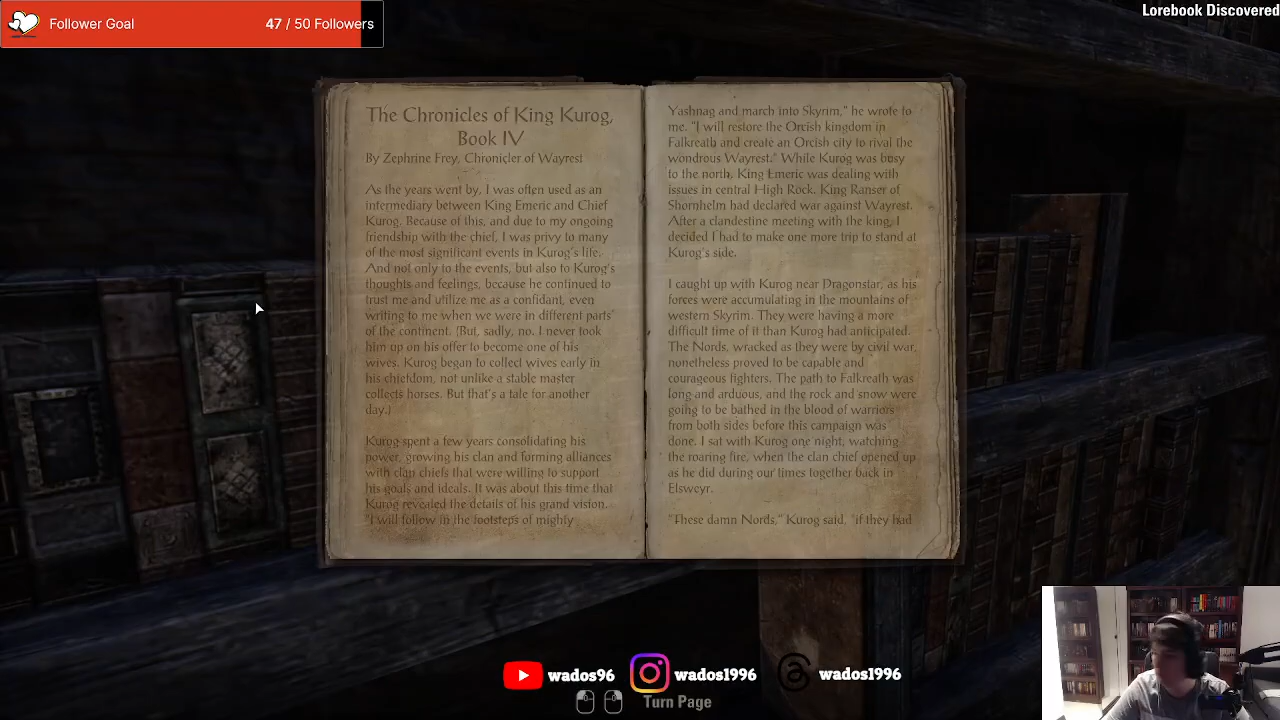 Follower Goal
47 / 50 Followers
Lorebook Discovered
The Chronicles of King Kurog,
Book IV
By Zephrine Frey, Chronicler of Wayrest
As the years went by, I was often used as an
intermediary between King Emeric and Chief
Kurog. Because of this, and due to my ongoing
friendship with the chief, I was privy to many
of the most significant events in Kurog's life.
And not only to the events, but also to Kurog's
thoughts and feelings, because he continued to
trust me and utilize me as a confidant, even
writing to me when we were in different parts
of the continent. (But, sadly, no. I never took
him up on his offer to become one of his
wives. Kurog began to collect wives early in
his chiefdom, not unlike a stable master
collects horses. But that's a tale for another
day.)
Kurog spent a few years consolidating his
power, growing his clan and forming alliances
with clan chiefs that were willing to support
his goals and ideals. It was about this time that
Kurog revealed the details of his grand vision.
"I will follow in the footsteps of mighty
Yashnag and march into Skyrim," he wrote to
me. "I will restore the Orcish kingdom in
Falkreath and create an Orcish city to rival the
wondrous Wayrest." While Kurog was busy
to the north, King Emeric was dealing with
issues in central High Rock. King Ranser of
Shornhelm had declared war against Wayrest.
After a clandestine meeting with the king, I
decided I had to make one more trip to stand at
Kurog's side.
I caught up with Kurog near Dragonstar, as his
forces were accumulating in the mountains of
western Skyrim. They were having a more
difficult time of it than Kurog had anticipated.
The Nords, wracked as they were by civil war,
nonetheless proved to be capable and
courageous fighters. The path to Falkreath was
long and arduous, and the rock and snow were
going to be bathed in the blood of warriors
from both sides before this campaign was
done. I sat with Kurog one night, watching
the roaring fire, when the clan chief opened up
as he did during our times together back in
Elsweyr.
"These damn Nords," Kurog said, "if they had
wados96
wados1996
wados1996
Turn Page